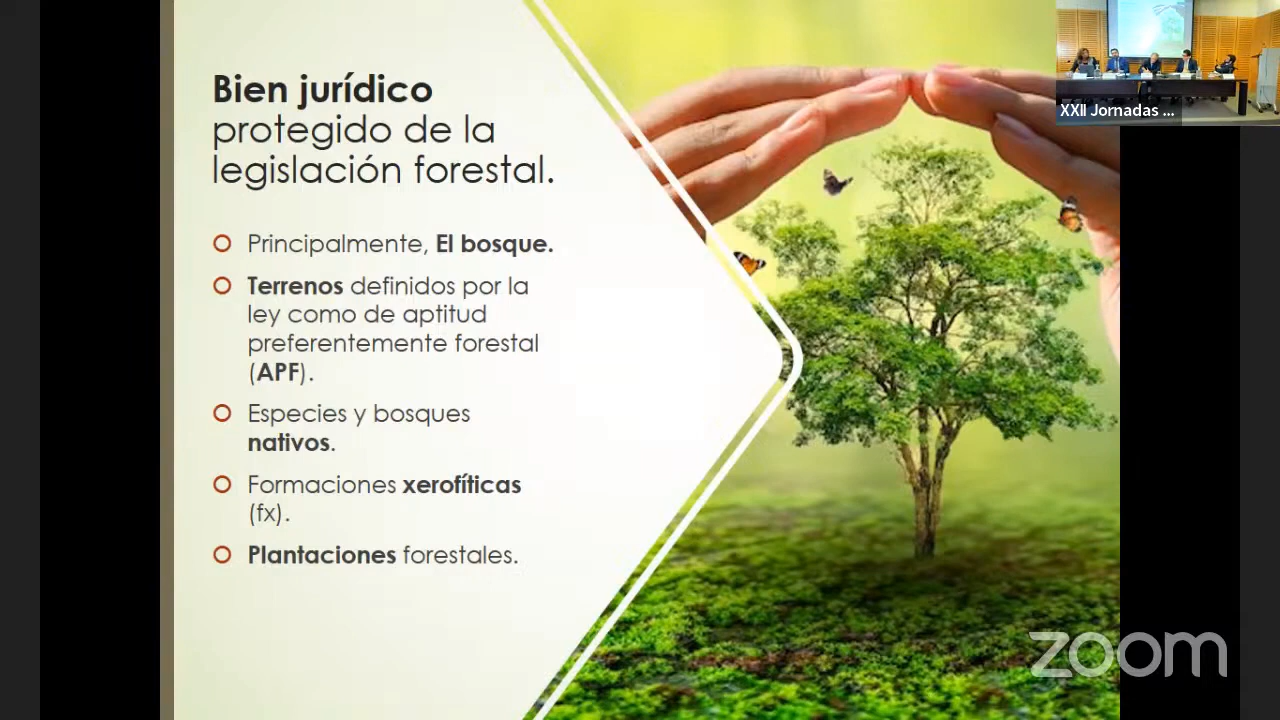 Bien jurídico
protegido de la
legislación forestal.
Principalmente, El bosque.
Terrenos definidos por la
ley como de aptitud
preferentemente forestal
(APF).
Especies y bosques
nativos.
Formaciones xerofíticas
(fx).
Plantaciones forestales.
XXII Jornadas ...
zoom